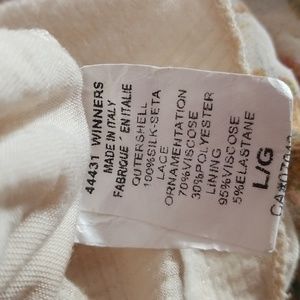 44431 WINNERS
MADE IN ITALY
FABRIQUE' EN ITALIE
OUTERSHELL
100%SILK-SETA
LACE
ORNAMENTATION
70%VISCOSE
30%POLYESTER
LINING
95%VISCOSE
5%ELASTANE
L/G